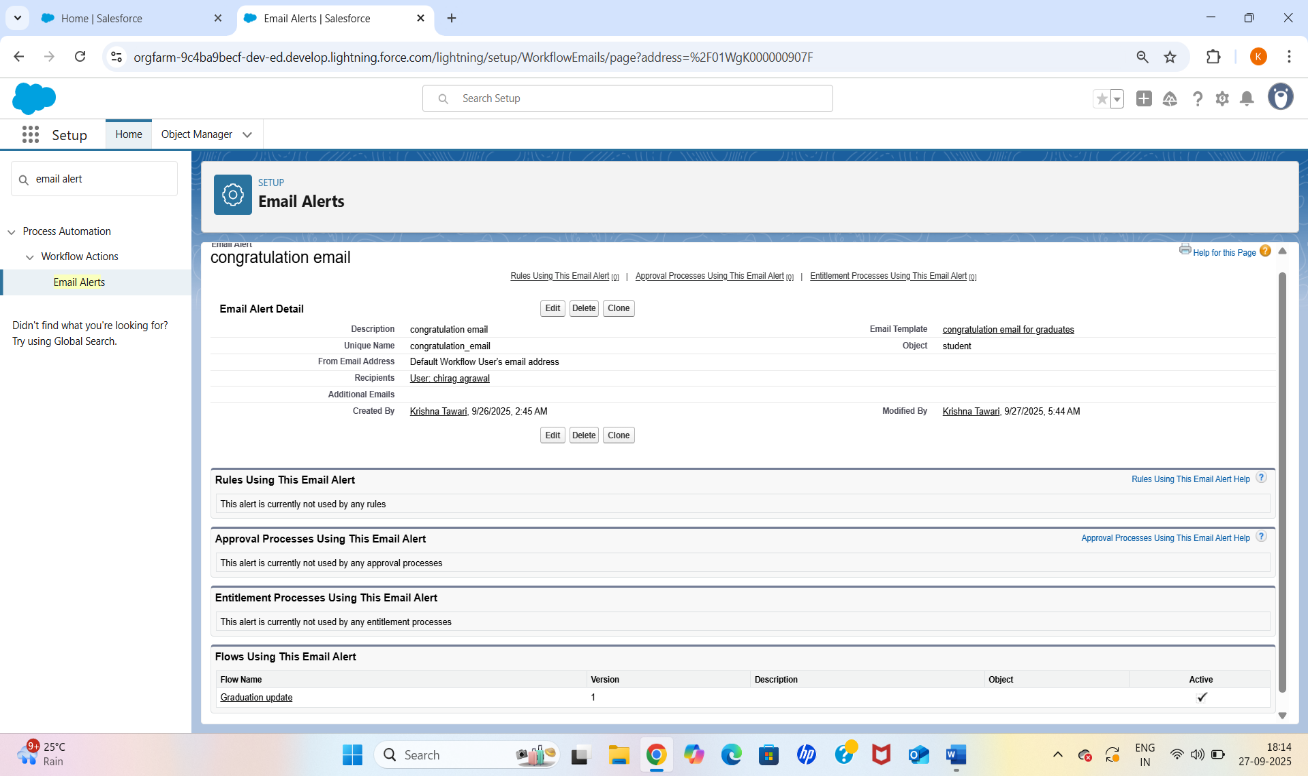 Home | Salesforce
Email Alerts | Salesforce
orgfarm-9c4ba9becf-dev-ed.develop.lightning.force.com/lightning/setup/WorkflowEmails/page?address=%2F01WgK000000907F
K
Search Setup
Setup
Home
Object Manager
email alert
Process Automation
Workflow Actions
Email Alerts
Didn't find what you're looking for?
Try using Global Search.
SETUP
Email Alerts
Email Alert
congratulation email
Help for this Page ?
Rules Using This Email Alert [0] | Approval Processes Using This Email Alert [0] | Entitlement Processes Using This Email Alert [0]
Email Alert Detail Edit Delete Clone
Description congratulation email Email Template congratulation email for graduates
Unique Name congratulation_email Object student
From Email Address Default Workflow User's email address
Recipients User: chirag agrawal
Additional Emails
Created By Krishna Tawari, 9/26/2025, 2:45 AM Modified By Krishna Tawari, 9/27/2025, 5:44 AM
Edit Delete Clone
Rules Using This Email Alert Rules Using This Email Alert Help ?
This alert is currently not used by any rules
Approval Processes Using This Email Alert Approval Processes Using This Email Alert Help ?
This alert is currently not used by any approval processes
Entitlement Processes Using This Email Alert
This alert is currently not used by any entitlement processes
Flows Using This Email Alert
Flow Name Version Description Object Active
Graduation update 1
9+ 25°C
Rain
Search
ENG
IN
18:14
27-09-2025